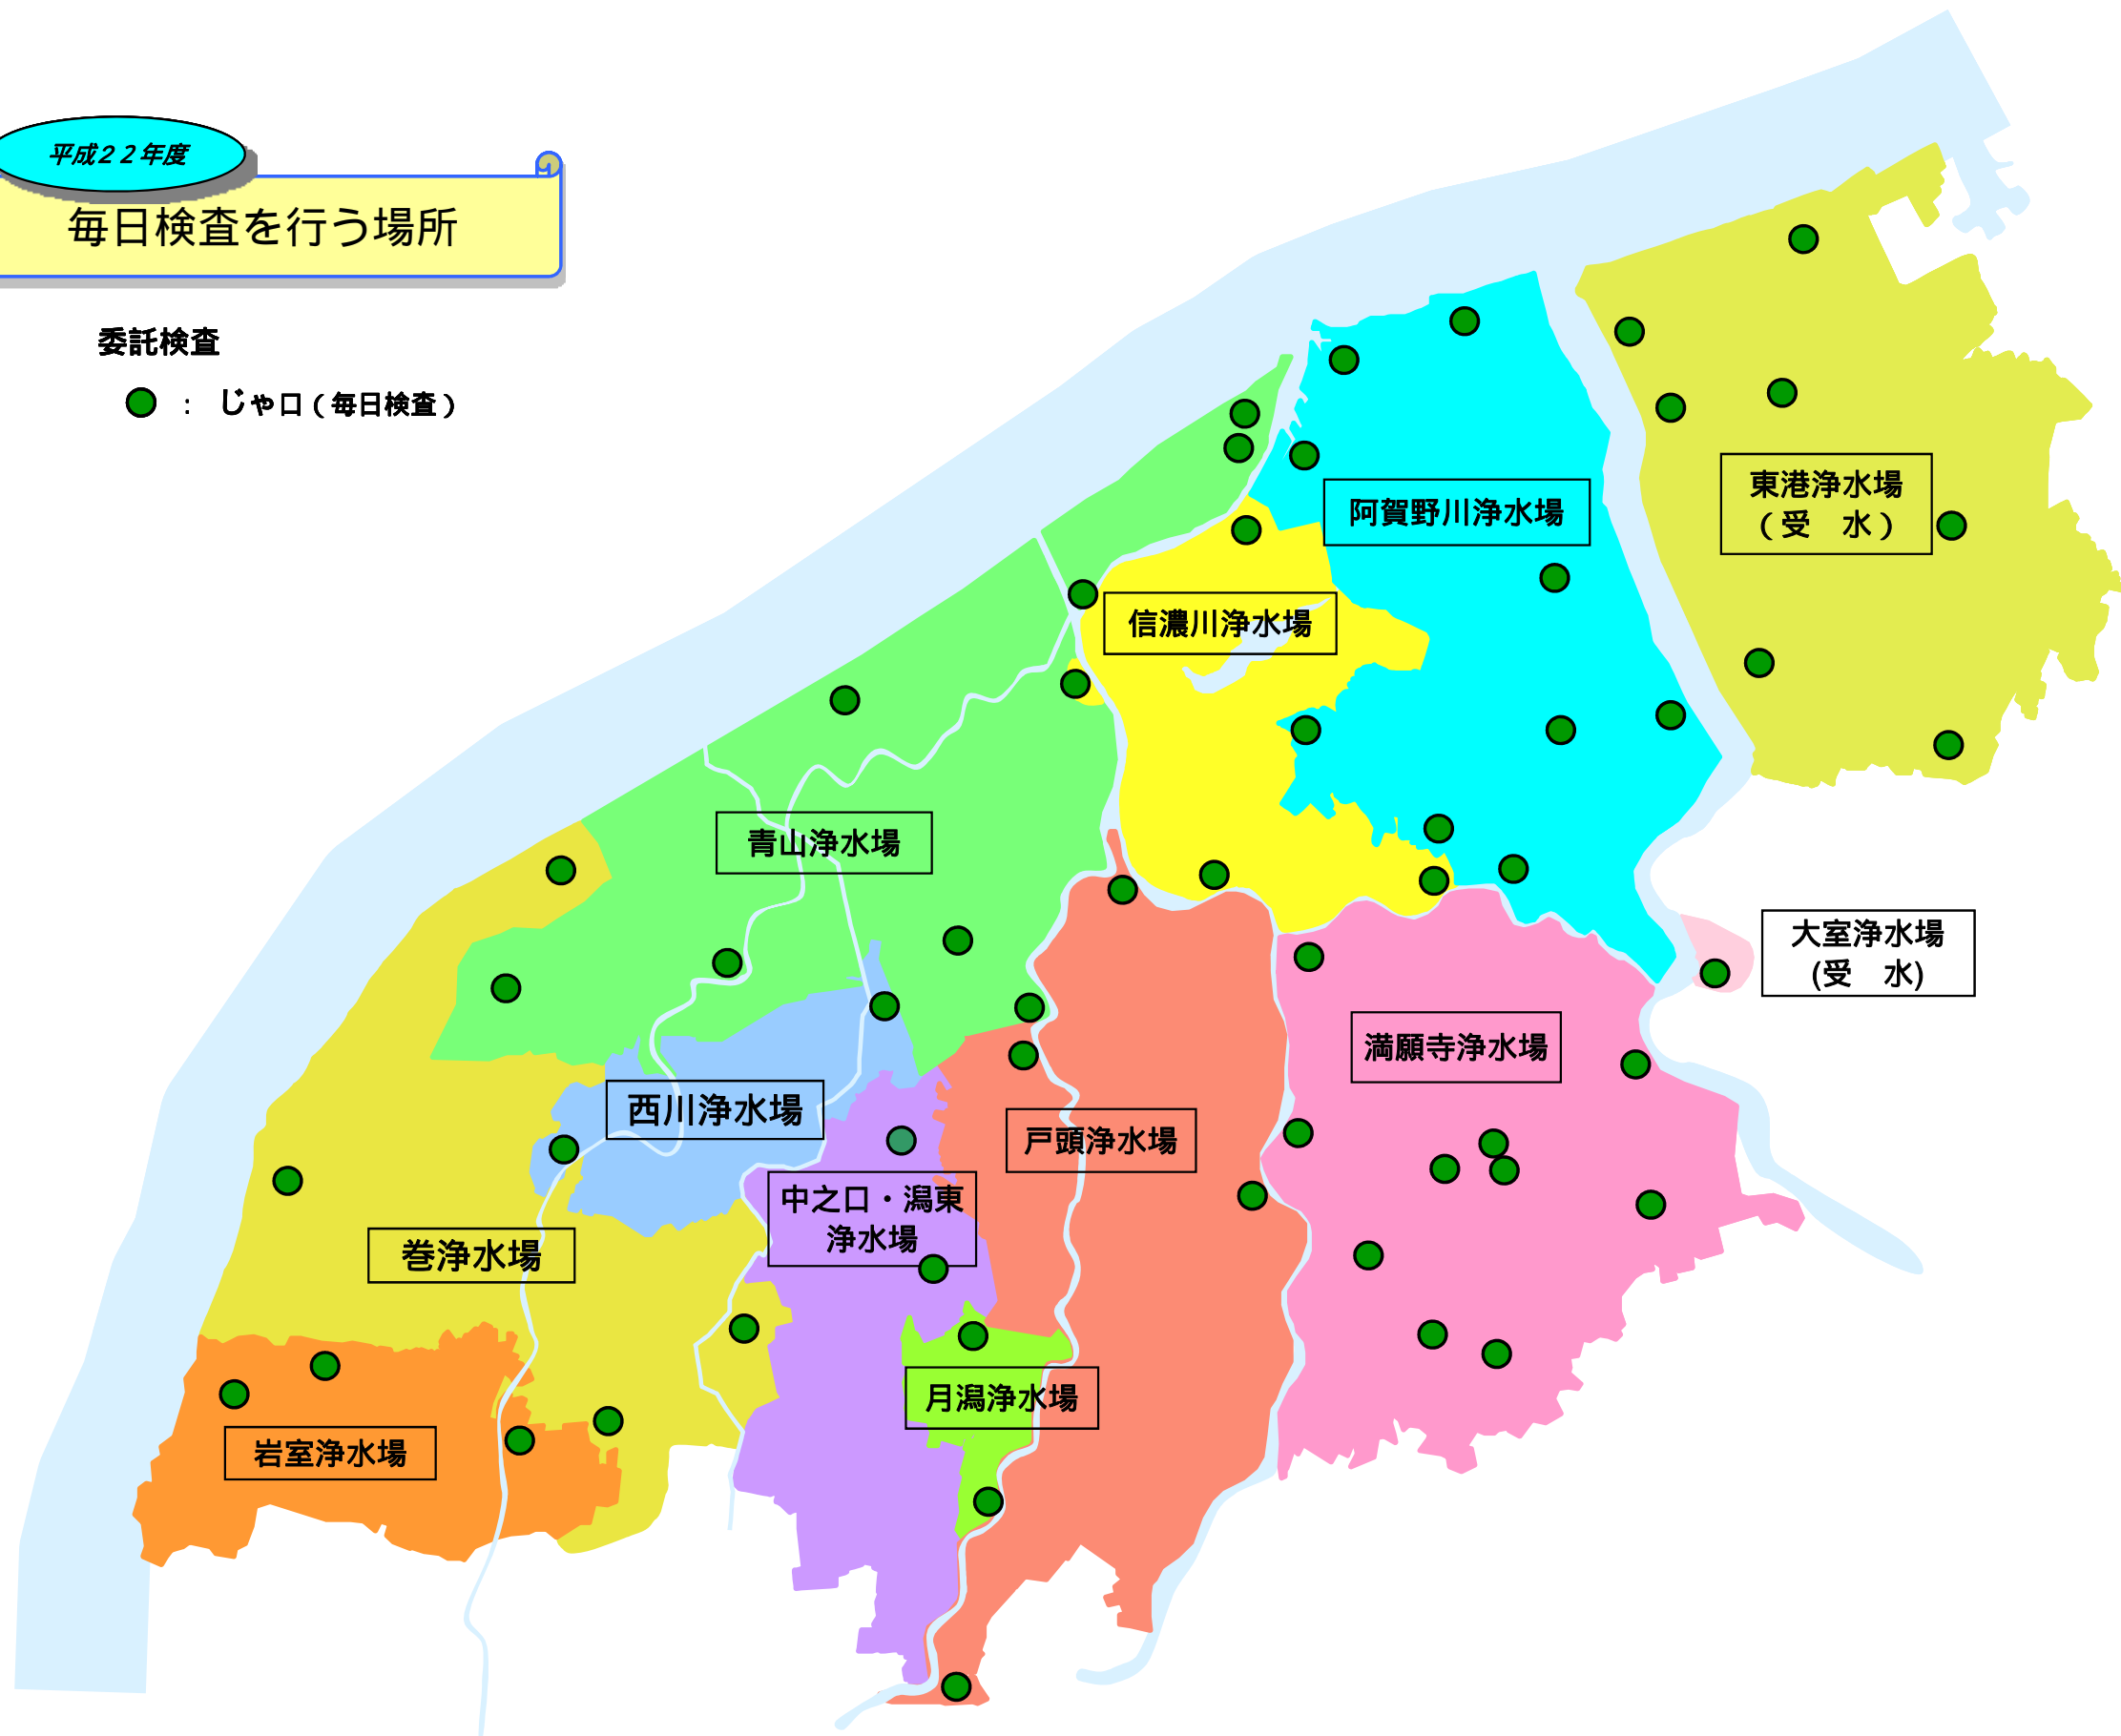 平成２２年度
毎日検査を行う場所
委託検査
： じゃ口（毎日検査）
東港浄水場
（受　水）
阿賀野川浄水場
信濃川浄水場
青山浄水場
大室浄水場
(受　水)
満願寺浄水場
西川浄水場
戸頭浄水場
中之口・潟東
浄水場
巻浄水場
月潟浄水場
岩室浄水場